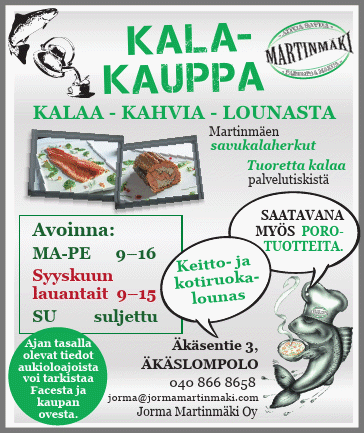 KALA-
KAUPPA
MARTINMÄKI
KALAA - KAHVIA - LOUNASTA
Martinmäen
savukalaherkut
Tuoretta kalaa
palvelutiskistä
Avoinna:
MA-PE 9–16
Syyskuun
lauantait 9–15
SU suljettu
SAATAVANA
MYÖS PORO-
TUOTTEITA.
Keitto- ja
kotiruoka-
lounas
Ajan tasalla
olevat tiedot
aukioloajoista
voi tarkistaa
Facesta ja
kaupan
ovesta.
Äkäsentie 3,
ÄKÄSLOMPOLO
040 866 8658
jorma@jormamartinmaki.com
Jorma Martinmäki Oy